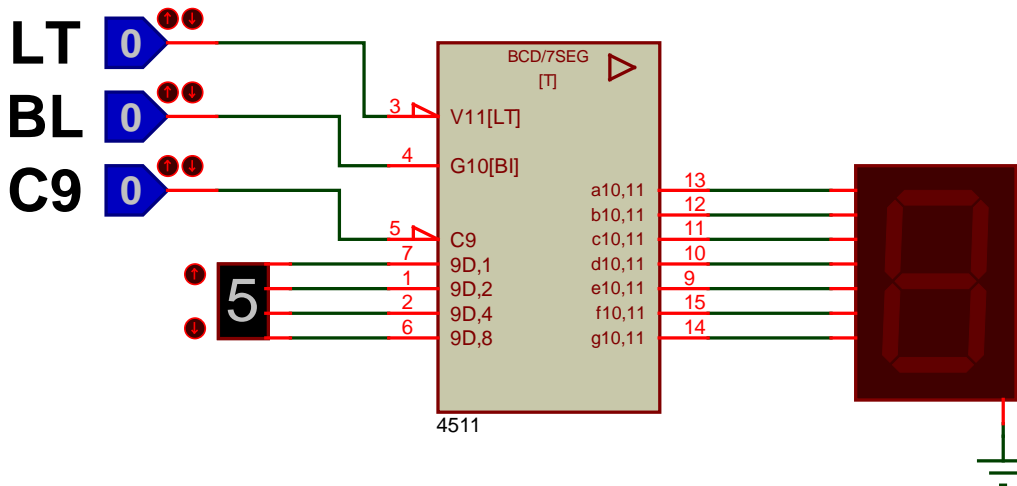 LT 0
BL 0
C9 0
5
BCD/7SEG
[T]
3 V11[LT]
4 G10[BI]
5 C9
7 9D,1
1 9D,2
2 9D,4
6 9D,8
a10,11 13
b10,11 12
c10,11 11
d10,11 10
e10,11 9
f10,11 15
g10,11 14
4511